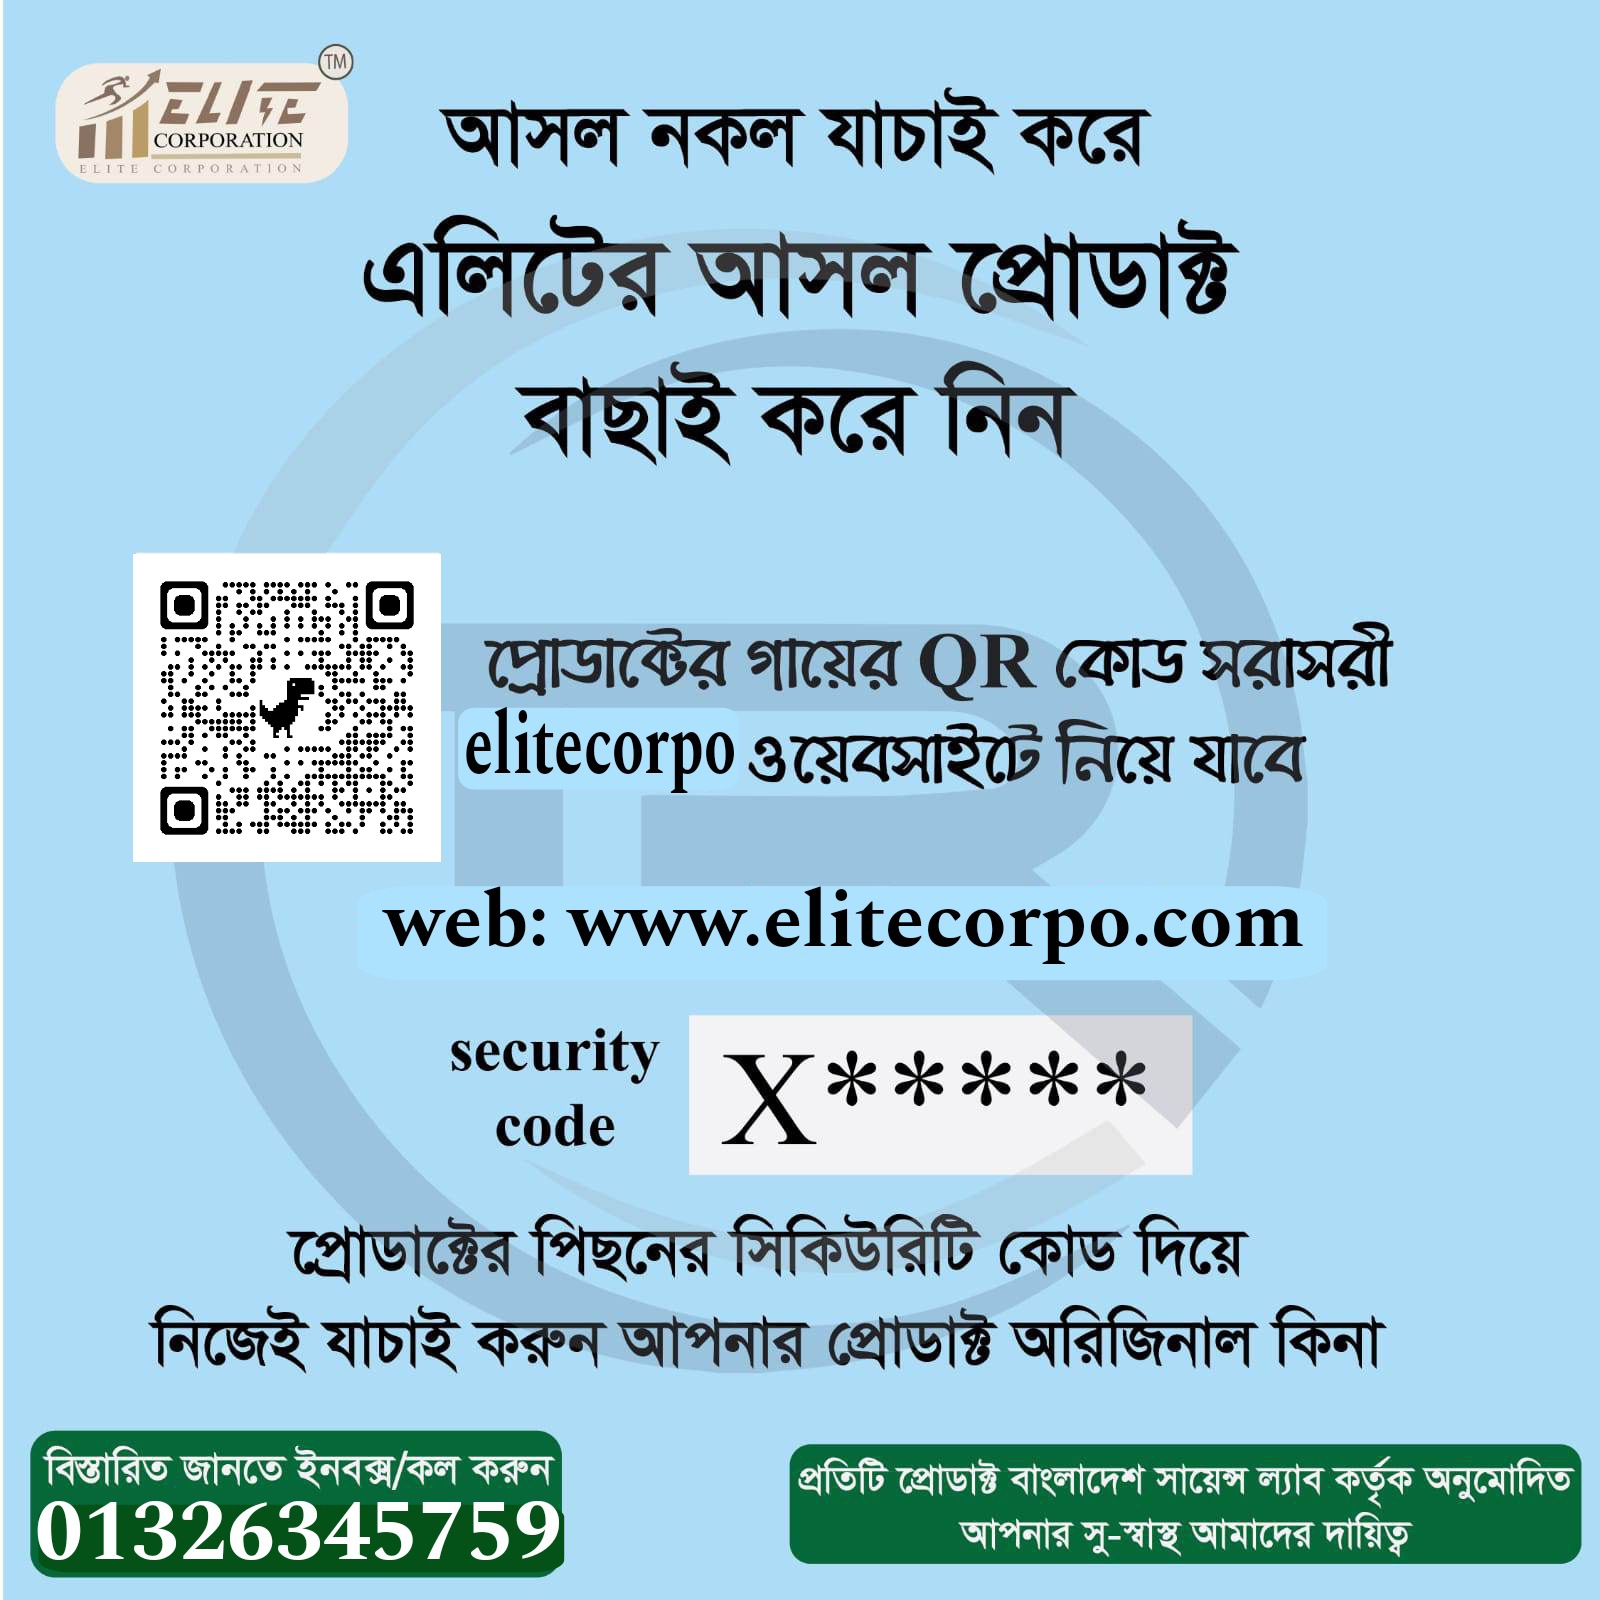 ELITE
TM
CORPORATION
ELITE CORPORATION
আসল নকল যাচাই করে
এলিটের আসল প্রোডাক্ট
বাছাই করে নিন
প্রোডাক্টের গায়ের QR কোড সরাসরী
elitecorpo ওয়েবসাইটে নিয়ে যাবে
web: www.elitecorpo.com
security
code
X*****
প্রোডাক্টের পিছনের সিকিউরিটি কোড দিয়ে
নিজেই যাচাই করুন আপনার প্রোডাক্ট অরিজিনাল কিনা
বিস্তারিত জানতে ইনবক্স/কল করুন
01326345759
প্রতিটি প্রোডাক্ট বাংলাদেশ সায়েন্স ল্যাব কর্তৃক অনুমোদিত
আপনার সু-স্বাস্থ আমাদের দায়িত্ব